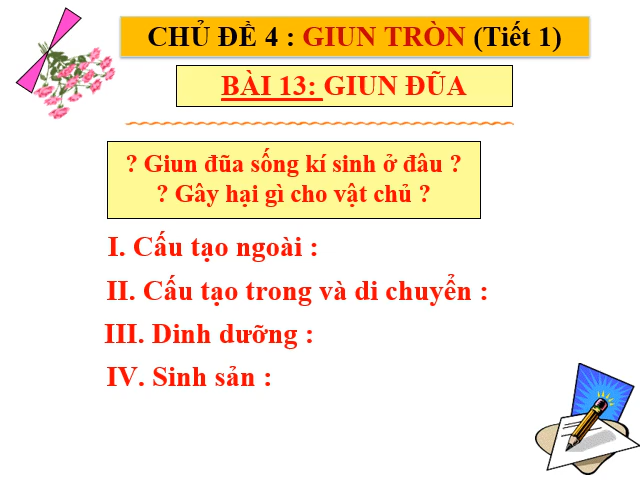 CHỦ ĐỀ 4 : GIUN TRÒN (Tiết 1)
BÀI 13: GIUN ĐŨA
? Giun đũa sống kí sinh ở đâu ?
? Gây hại gì cho vật chủ ?
I. Cấu tạo ngoài :
II. Cấu tạo trong và di chuyển :
III. Dinh dưỡng :
IV. Sinh sản :